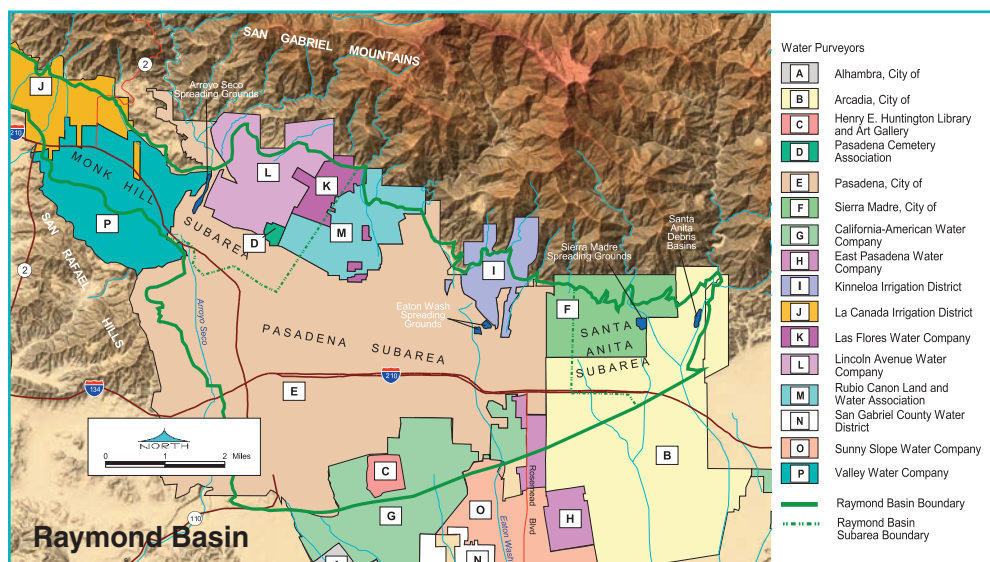 SAN GABRIEL MOUNTAINS
2
J
Arroyo Seco
Spreading Grounds
210
MONK HILL
L
K
SUBAREA
P
D
M
SAN RAFAEL HILLS
2
Santa
Anita
Debris
Basins
Sierra Madre
Spreading Grounds
I
Arroyo Seco
Eaton Wash
Spreading
Grounds
F
SANTA
ANITA
SUBAREA
PASADENA SUBAREA
210
134
E
NORTH
0 1 2 Miles
C
B
Rosemead Blvd
G
O
H
Eaton Wash
110
N
Raymond Basin
Water Purveyors
A Alhambra, City of
B Arcadia, City of
C Henry E. Huntington Library
and Art Gallery
D Pasadena Cemetery
Association
E Pasadena, City of
F Sierra Madre, City of
G California-American Water
Company
H East Pasadena Water
Company
I Kinneloa Irrigation District
J La Canada Irrigation District
K Las Flores Water Company
L Lincoln Avenue Water
Company
M Rubio Canon Land and
Water Association
N San Gabriel County Water
District
O Sunny Slope Water Company
P Valley Water Company
Raymond Basin Boundary
Raymond Basin
Subarea Boundary